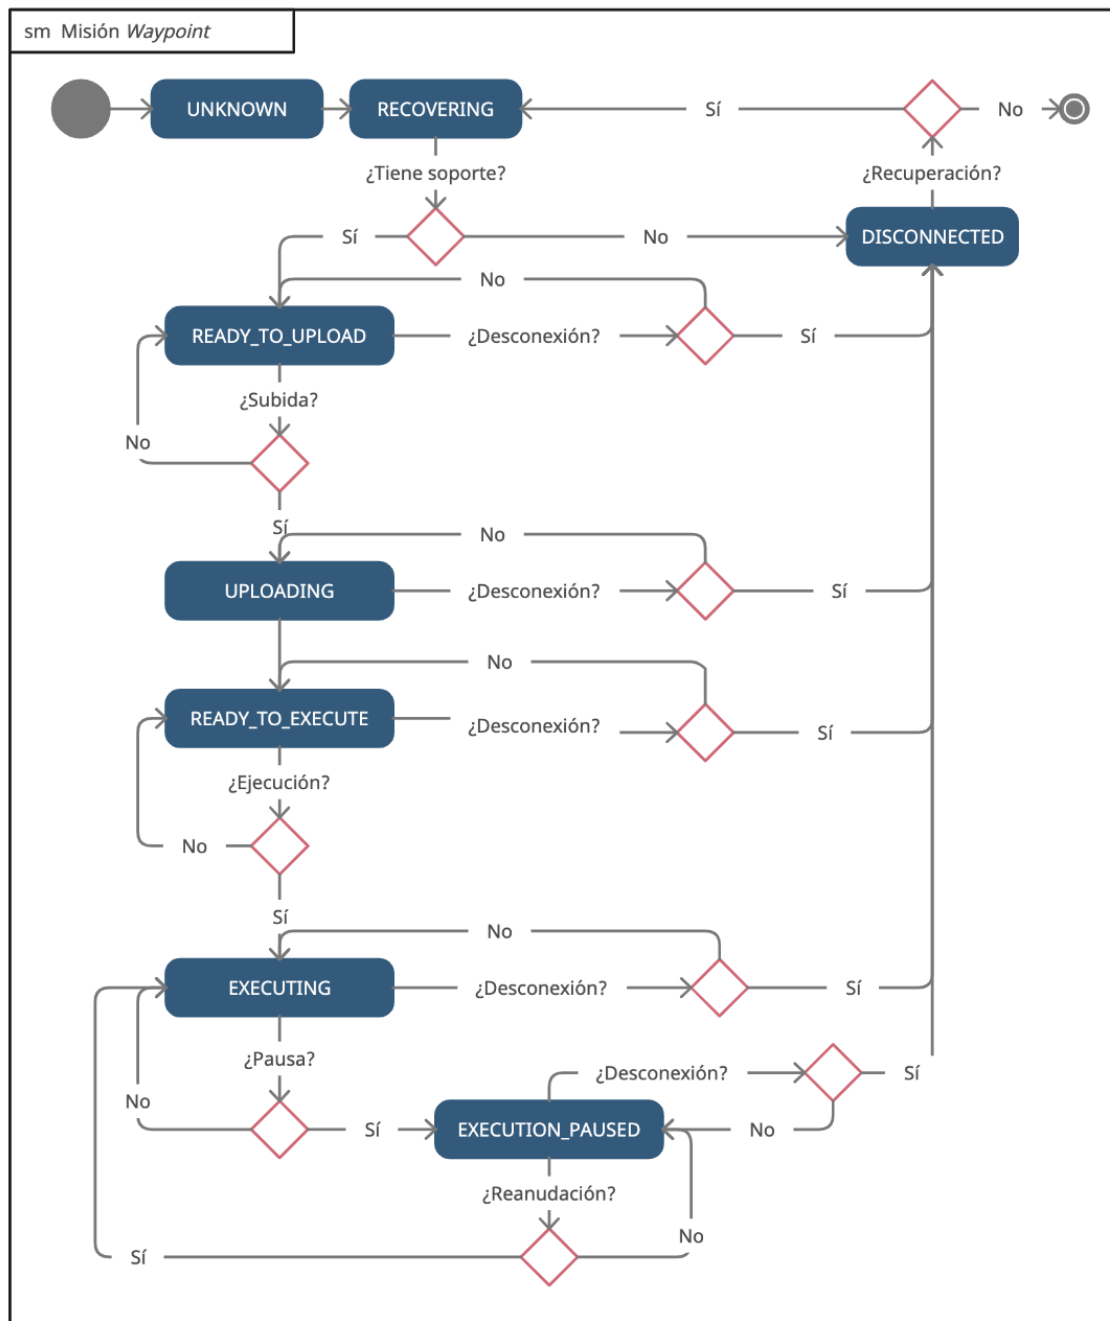 sm Misión Waypoint
UNKNOWN
RECOVERING
Sí
No
¿Tiene soporte?
¿Recuperación?
Sí
No
DISCONNECTED
No
READY_TO_UPLOAD
¿Desconexión?
Sí
¿Subida?
No
Sí
No
UPLOADING
¿Desconexión?
Sí
No
READY_TO_EXECUTE
¿Desconexión?
Sí
¿Ejecución?
No
Sí
No
EXECUTING
¿Desconexión?
Sí
¿Pausa?
¿Desconexión?
Sí
No
Sí
EXECUTION_PAUSED
No
¿Reanudación?
No
Sí